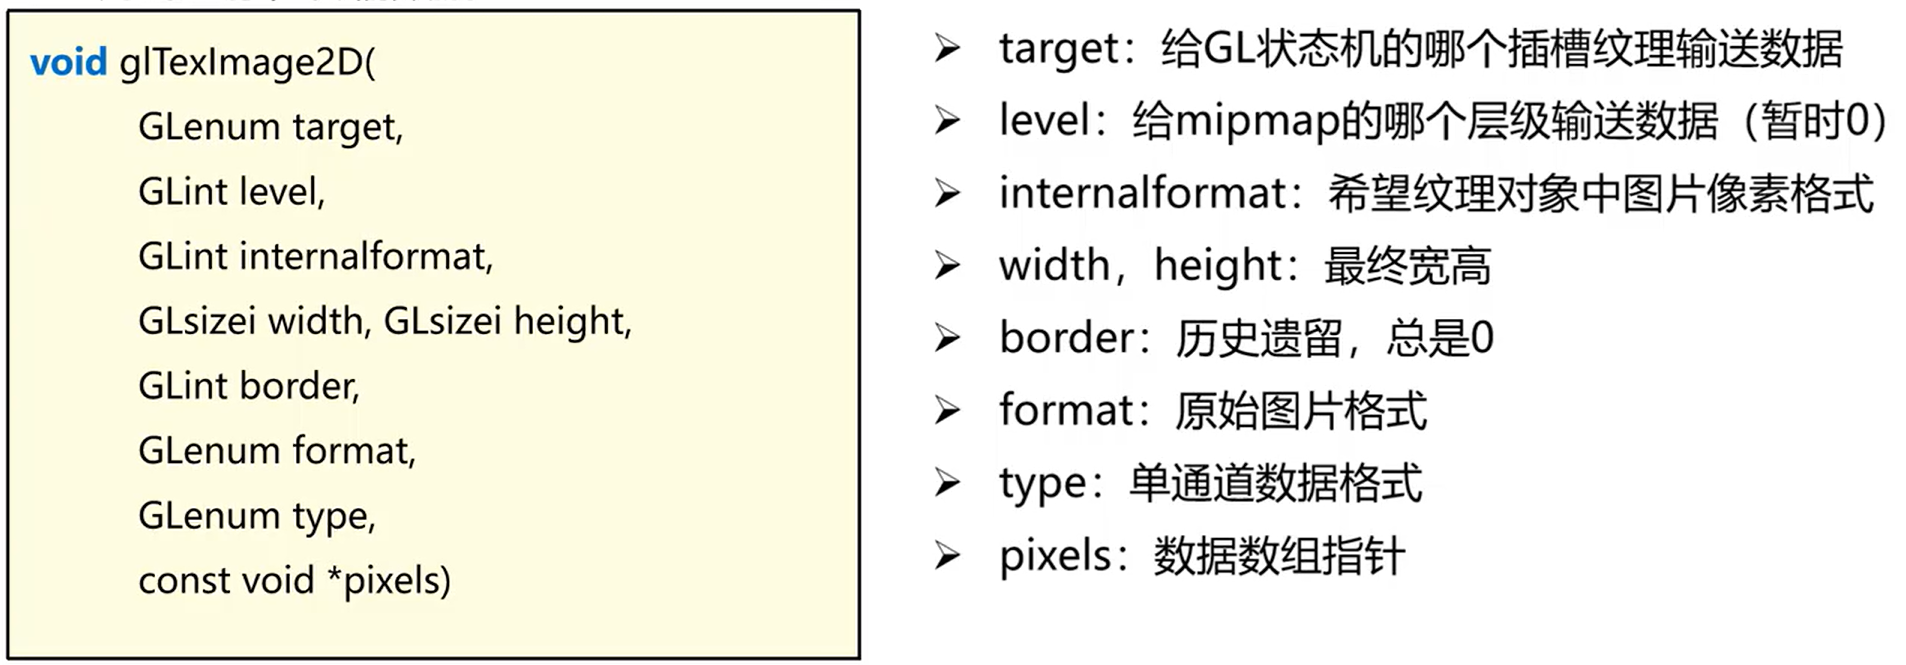 void glTexImage2D(
GLenum target,
GLint level,
GLint internalformat,
GLsizei width, GLsizei height,
GLint border,
GLenum format,
GLenum type,
const void *pixels)
➤ target：给GL状态机的哪个插槽纹理输送数据
➤ level：给mipmap的哪个层级输送数据（暂时0）
➤ internalformat：希望纹理对象中图片像素格式
➤ width，height：最终宽高
➤ border：历史遗留，总是0
➤ format：原始图片格式
➤ type：单通道数据格式
➤ pixels：数据数组指针